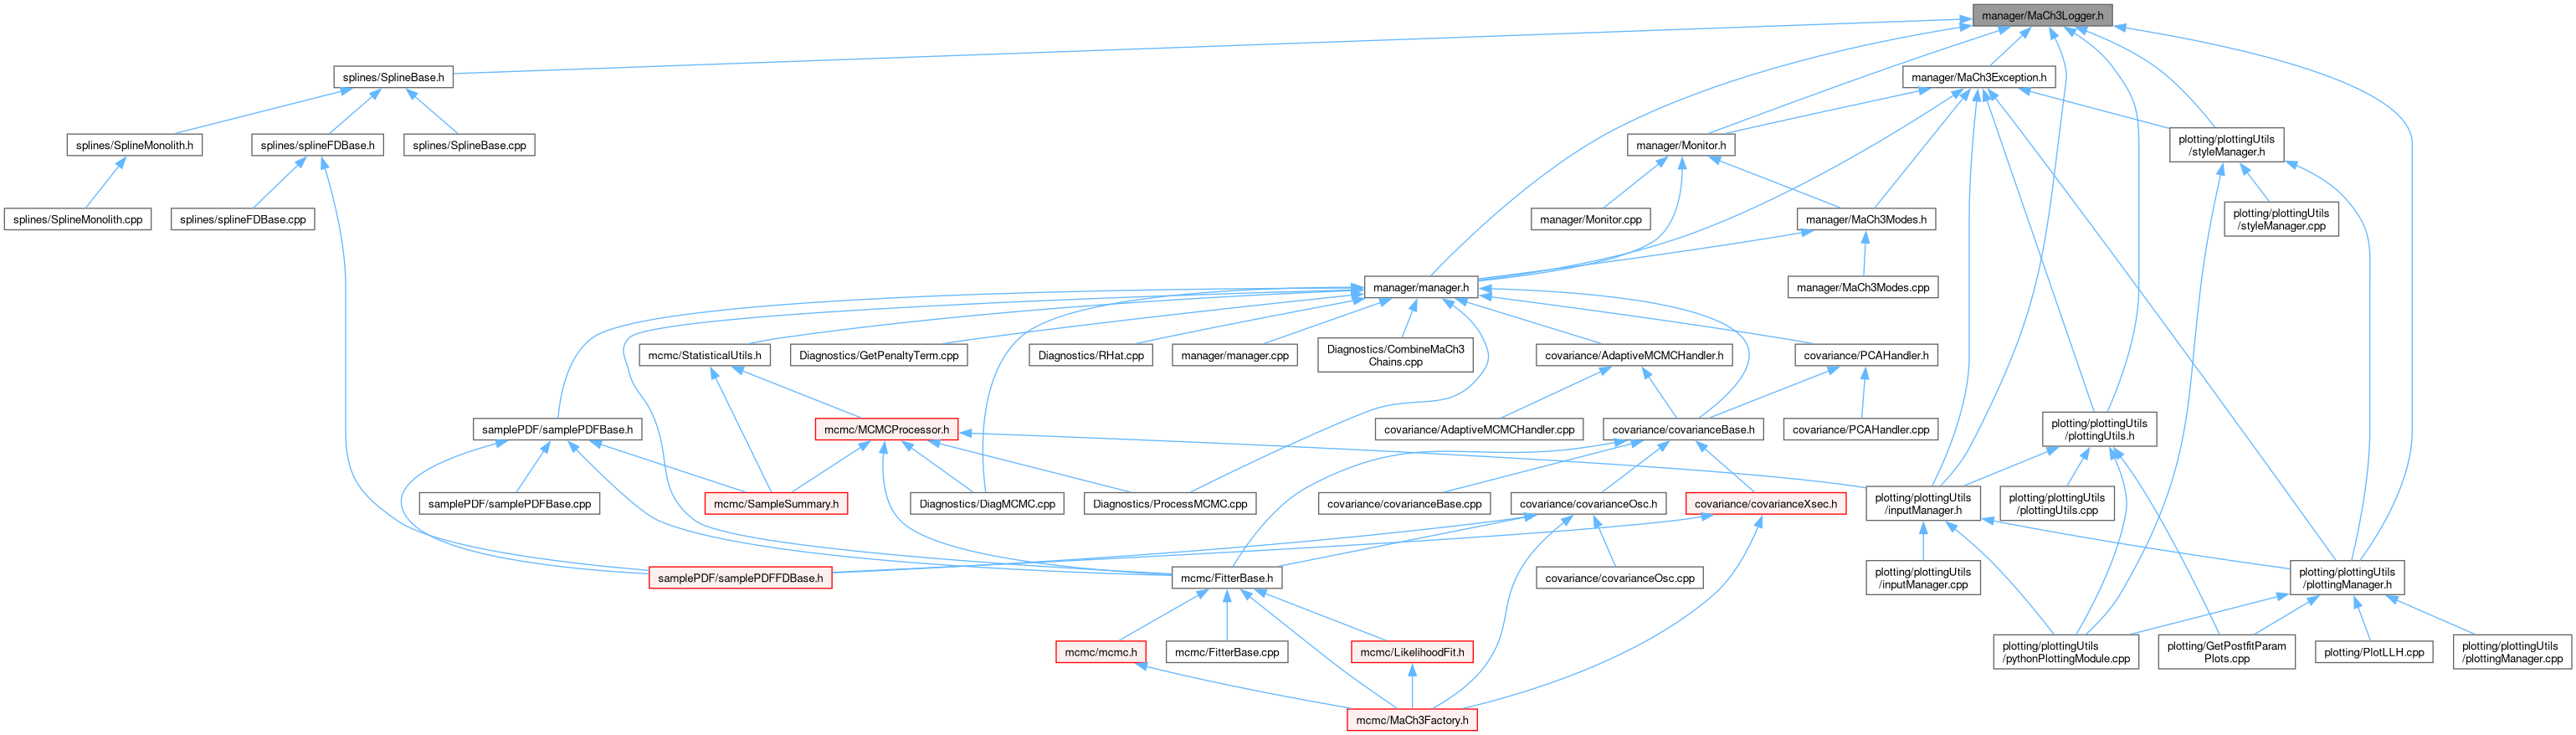 manager/MaCh3Logger.h
splines/SplineBase.h
manager/MaCh3Exception.h
splines/SplineMonolith.h
splines/splineFDBase.h
splines/SplineBase.cpp
manager/Monitor.h
plotting/plottingUtils
/styleManager.h
splines/SplineMonolith.cpp
splines/splineFDBase.cpp
manager/Monitor.cpp
manager/MaCh3Modes.h
plotting/plottingUtils
/styleManager.cpp
manager/manager.h
manager/MaCh3Modes.cpp
mcmc/StatisticalUtils.h
Diagnostics/GetPenaltyTerm.cpp
Diagnostics/RHat.cpp
manager/manager.cpp
Diagnostics/CombineMaCh3
Chains.cpp
covariance/AdaptiveMCMCHandler.h
covariance/PCAHandler.h
samplePDF/samplePDFBase.h
mcmc/MCMCProcessor.h
covariance/AdaptiveMCMCHandler.cpp
covariance/covarianceBase.h
covariance/PCAHandler.cpp
plotting/plottingUtils
/plottingUtils.h
samplePDF/samplePDFBase.cpp
mcmc/SampleSummary.h
Diagnostics/DiagMCMC.cpp
Diagnostics/ProcessMCMC.cpp
covariance/covarianceBase.cpp
covariance/covarianceOsc.h
covariance/covarianceXsec.h
plotting/plottingUtils
/inputManager.h
plotting/plottingUtils
/plottingUtils.cpp
samplePDF/samplePDFFDBase.h
mcmc/FitterBase.h
covariance/covarianceOsc.cpp
plotting/plottingUtils
/inputManager.cpp
plotting/plottingUtils
/plottingManager.h
mcmc/mcmc.h
mcmc/FitterBase.cpp
mcmc/LikelihoodFit.h
plotting/plottingUtils
/pythonPlottingModule.cpp
plotting/GetPostfitParam
Plots.cpp
plotting/PlotLLH.cpp
plotting/plottingUtils
/plottingManager.cpp
mcmc/MaCh3Factory.h